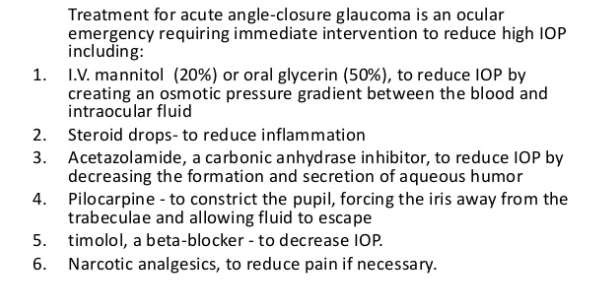 Treatment for acute angle-closure glaucoma is an ocular
emergency requiring immediate intervention to reduce high IOP
including:
1. I.V. mannitol (20%) or oral glycerin (50%), to reduce IOP by
creating an osmotic pressure gradient between the blood and
intraocular fluid
2. Steroid drops- to reduce inflammation
3. Acetazolamide, a carbonic anhydrase inhibitor, to reduce IOP by
decreasing the formation and secretion of aqueous humor
4. Pilocarpine - to constrict the pupil, forcing the iris away from the
trabeculae and allowing fluid to escape
5. timolol, a beta-blocker - to decrease IOP.
6. Narcotic analgesics, to reduce pain if necessary.